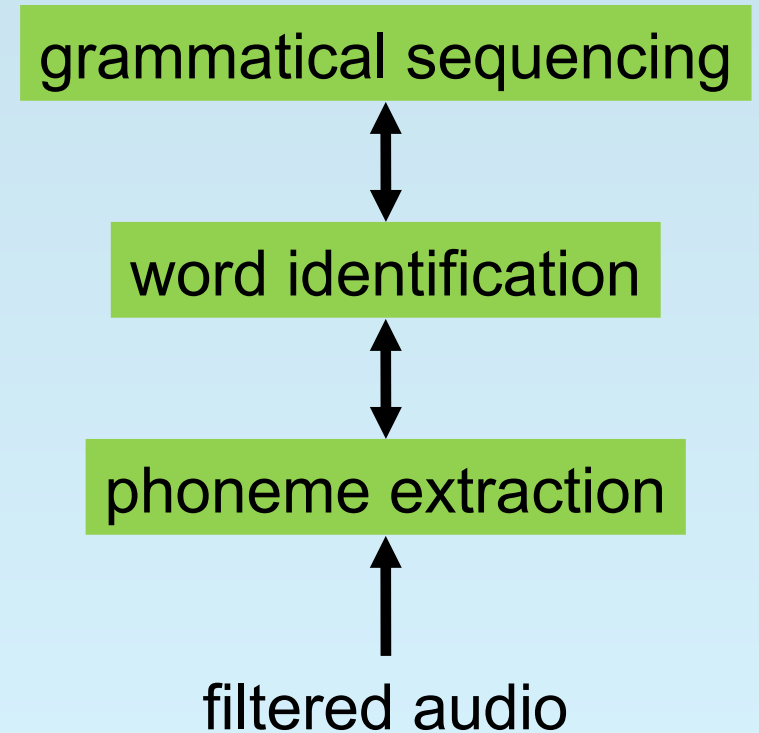 grammatical sequencing
word identification
phoneme extraction
filtered audio